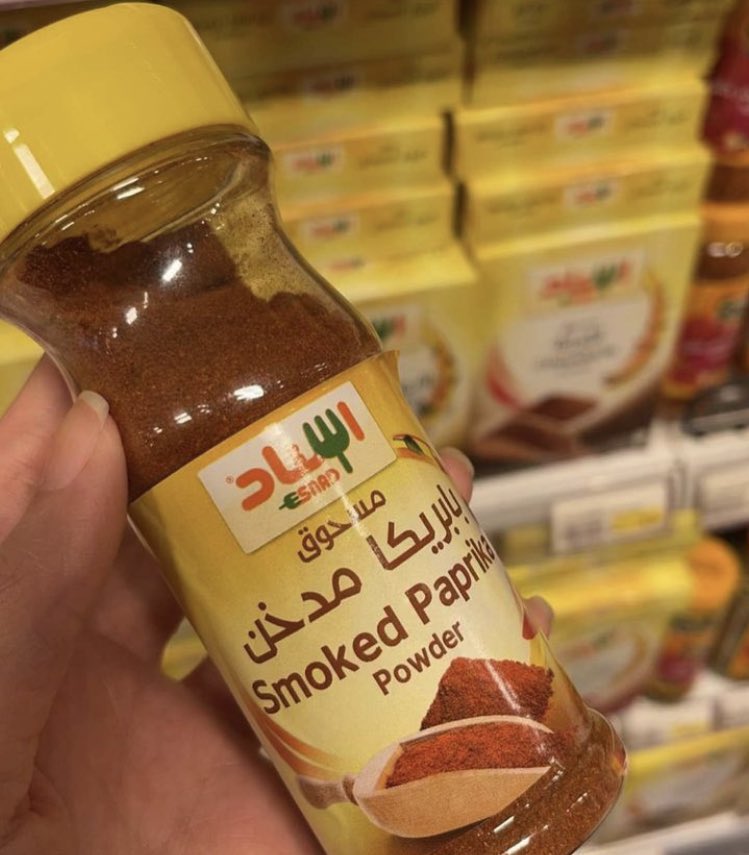 اسناد
ESNAD
مسحوق
بابريكا مدخن
Smoked Paprika
Powder